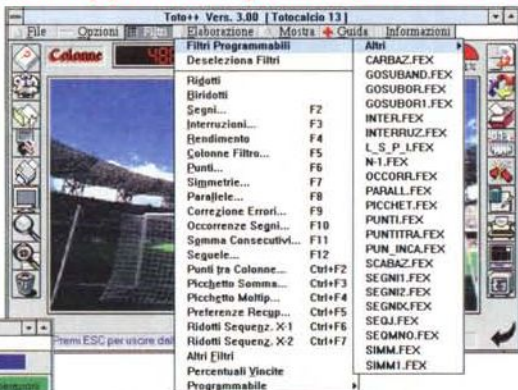 Toto++ Vers. 3.00 [Totocalcio 13]
File Opzioni Filtri Elaborazione Mostra Guida Informazioni
Colonne
Filtri Programmabili
Deseleziona Filtri
Rigotti
Biridotti
Segni... F2
Interruzioni... F3
Rendimento F4
Colonne Filtro... F5
Punti... F6
Simmetrie... F7
Parallele... F8
Correzione Errori... F9
Occorrenze Segni... F10
Somma Consecutivi... F11
Seguele... F12
Punti tra Colonne... Ctrl+F2
Picchetto Somma... Ctrl+F3
Picchetto Moltip... Ctrl+F4
Preferenze Recup... Ctrl+F5
Ridotti Sequenz. X-1 Ctrl+F6
Ridotti Sequenz. X-2 Ctrl+F7
Altri Filtri
Percentuali Vincite
Programmabile
Altri
CARBAZ.FEX
GOSUBAND.FEX
GOSUBOR.FEX
GOSUBOR1.FEX
INTER.FEX
INTERRUZ.FEX
L_S_P_I.FEX
N-1.FEX
OCCORR.FEX
PARALL.FEX
PICCHET.FEX
PUNTI.FEX
PUNTITRA.FEX
PUN_INCA.FEX
SCABAZ.FEX
SEGNI1.FEX
SEGNI2.FEX
SEGNIX.FEX
SEQJ.FEX
SEQMNO.FEX
SIMM.FEX
SIMM1.FEX
Premi ESC per uscire